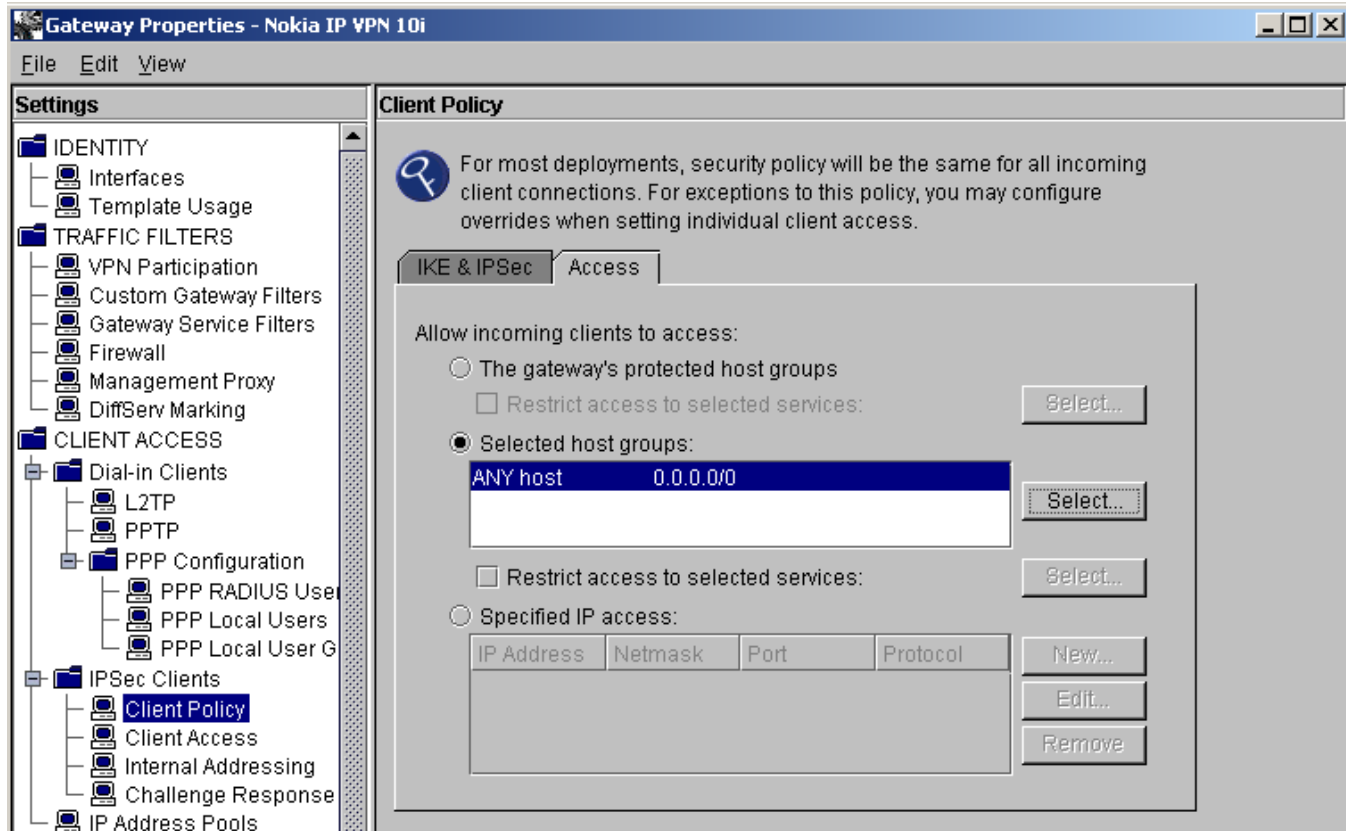 Gateway Properties - Nokia IP VPN 10i
File Edit View
Settings
IDENTITY
Interfaces
Template Usage
TRAFFIC FILTERS
VPN Participation
Custom Gateway Filters
Gateway Service Filters
Firewall
Management Proxy
DiffServ Marking
CLIENT ACCESS
Dial-in Clients
L2TP
PPTP
PPP Configuration
PPP RADIUS User
PPP Local Users
PPP Local User G
IPSec Clients
Client Policy
Client Access
Internal Addressing
Challenge Response
IP Address Pools
Client Policy
For most deployments, security policy will be the same for all incoming
client connections. For exceptions to this policy, you may configure
overrides when setting individual client access.
IKE & IPSec Access
Allow incoming clients to access:
The gateway's protected host groups
Restrict access to selected services: Select...
Selected host groups:
ANY host 0.0.0.0/0
Select...
Restrict access to selected services: Select...
Specified IP access:
IP Address Netmask Port Protocol New...
Edit...
Remove